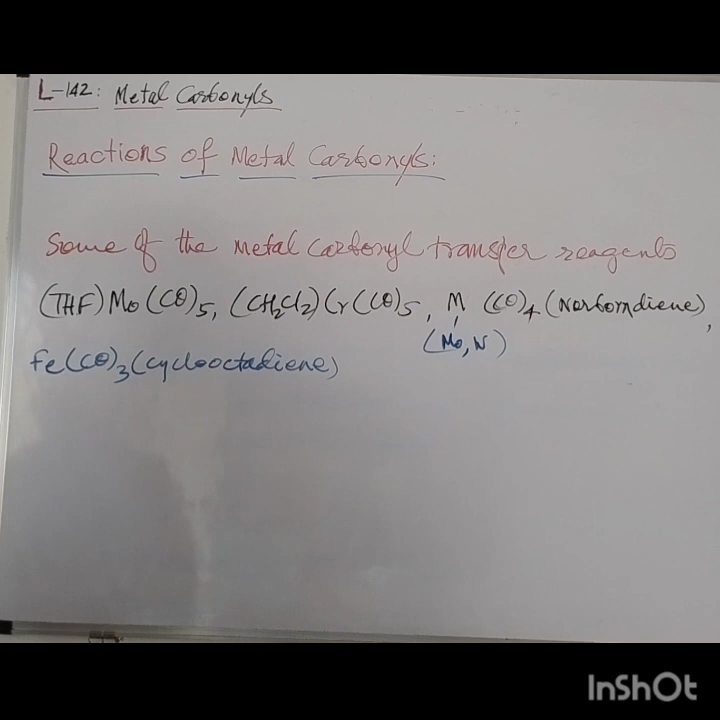 L-142: Metal Carbonyls
Reactions of Metal Carbonyls:
Some of the metal carbonyl transfer reagents
(THF)Mo(CO)5, (CH2Cl2)Cr(CO)5, M (CO)4 (Norborndiene),
(Mo, W)
Fe(CO)3(cyclooctadiene)
InShOt